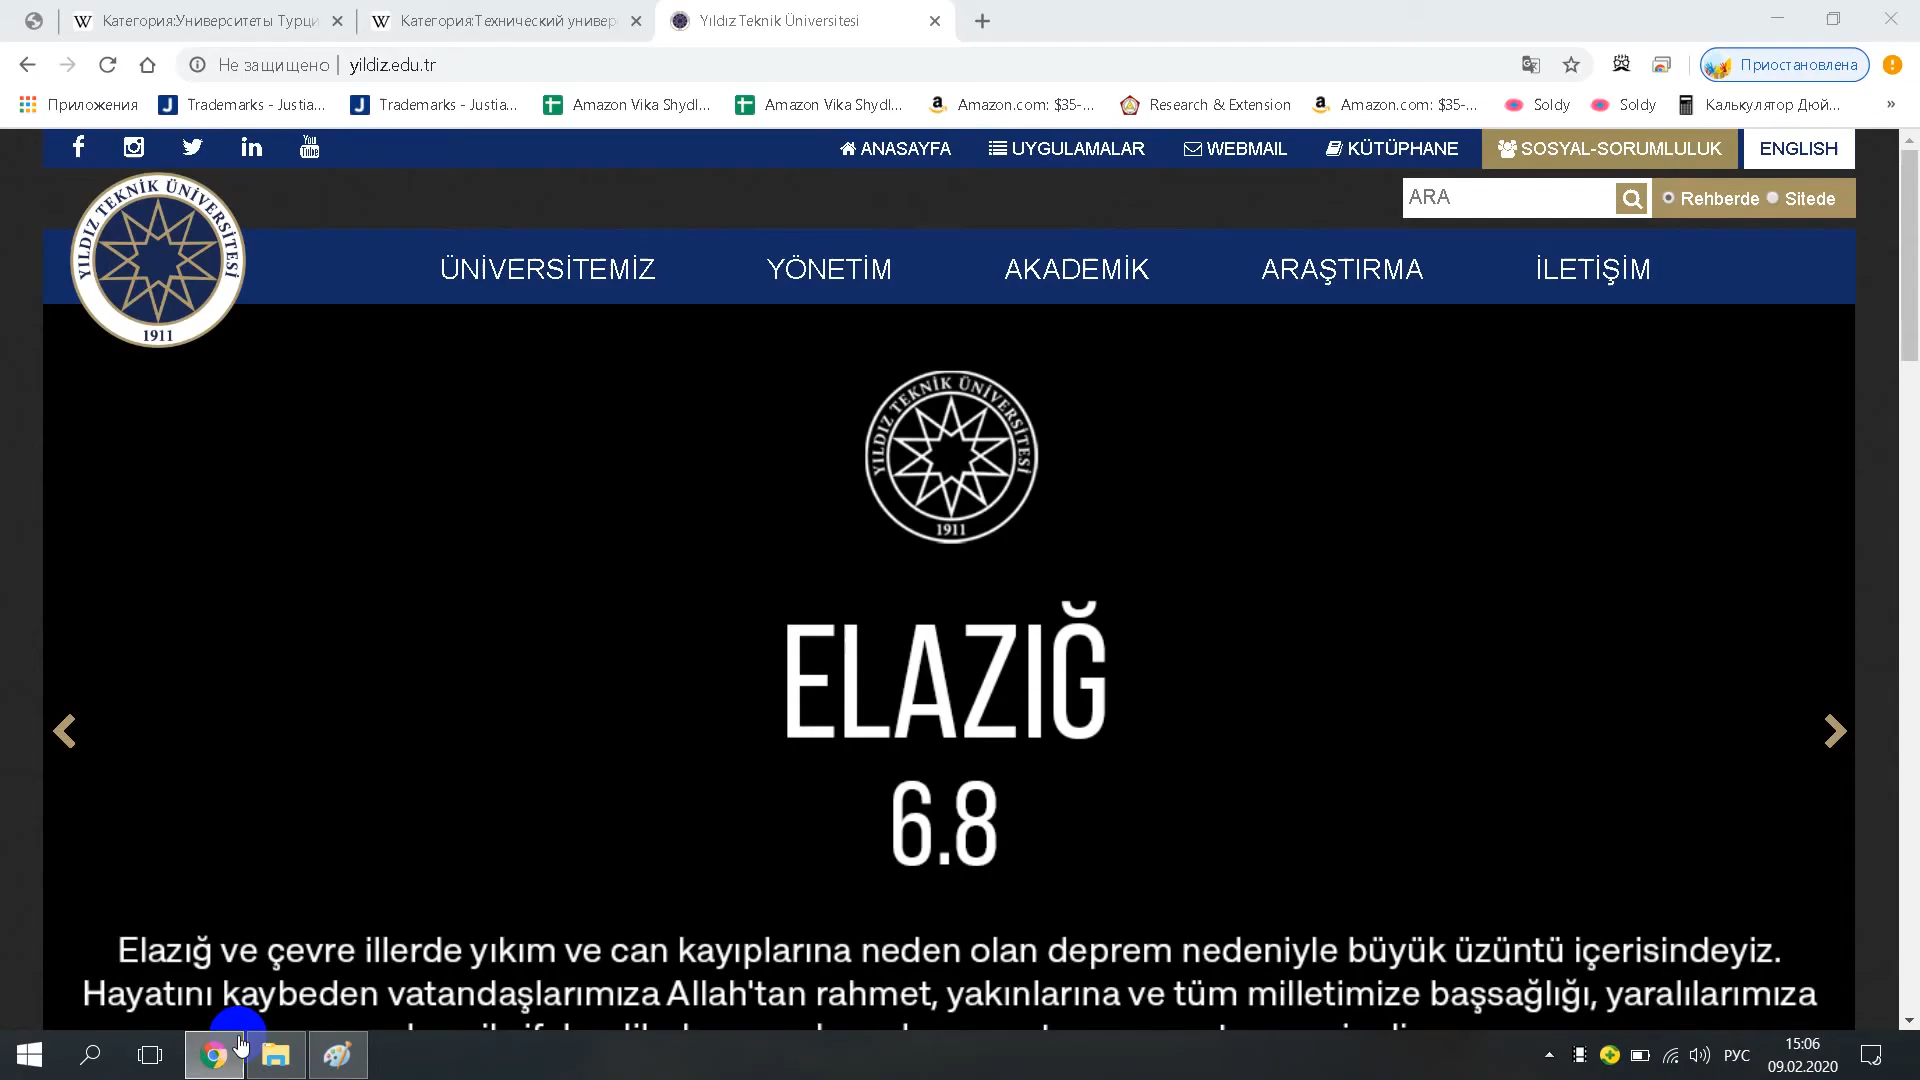 Категория:Университеты Турци
Категория:Технический универ
Yıldız Teknik Üniversitesi
Не защищено
yildiz.edu.tr
Приостановлена
Приложения
Trademarks - Justia...
Trademarks - Justia...
Amazon Vika Shydl...
Amazon Vika Shydl...
Amazon.com: $35-...
Research & Extension
Amazon.com: $35-...
Soldy
Soldy
Калькулятор Дюй...
»
You Tube
ANASAYFA
UYGULAMALAR
WEBMAIL
KÜTÜPHANE
SOSYAL-SORUMLULUK
ENGLISH
ARA
Rehberde
Sitede
YILDIZ TEKNİK ÜNİVERSİTESİ
1911
ÜNİVERSİTEMİZ
YÖNETİM
AKADEMİK
ARAŞTIRMA
İLETİŞİM
YILDIZ TEKNİK ÜNİVERSİTESİ
1911
ELAZIĞ
6.8
Elazığ ve çevre illerde yıkım ve can kayıplarına neden olan deprem nedeniyle büyük üzüntü içerisindeyiz.
Hayatını kaybeden vatandaşlarımıza Allah'tan rahmet, yakınlarına ve tüm milletimize başsağlığı, yaralılarımıza
РУС
15:06
09.02.2020